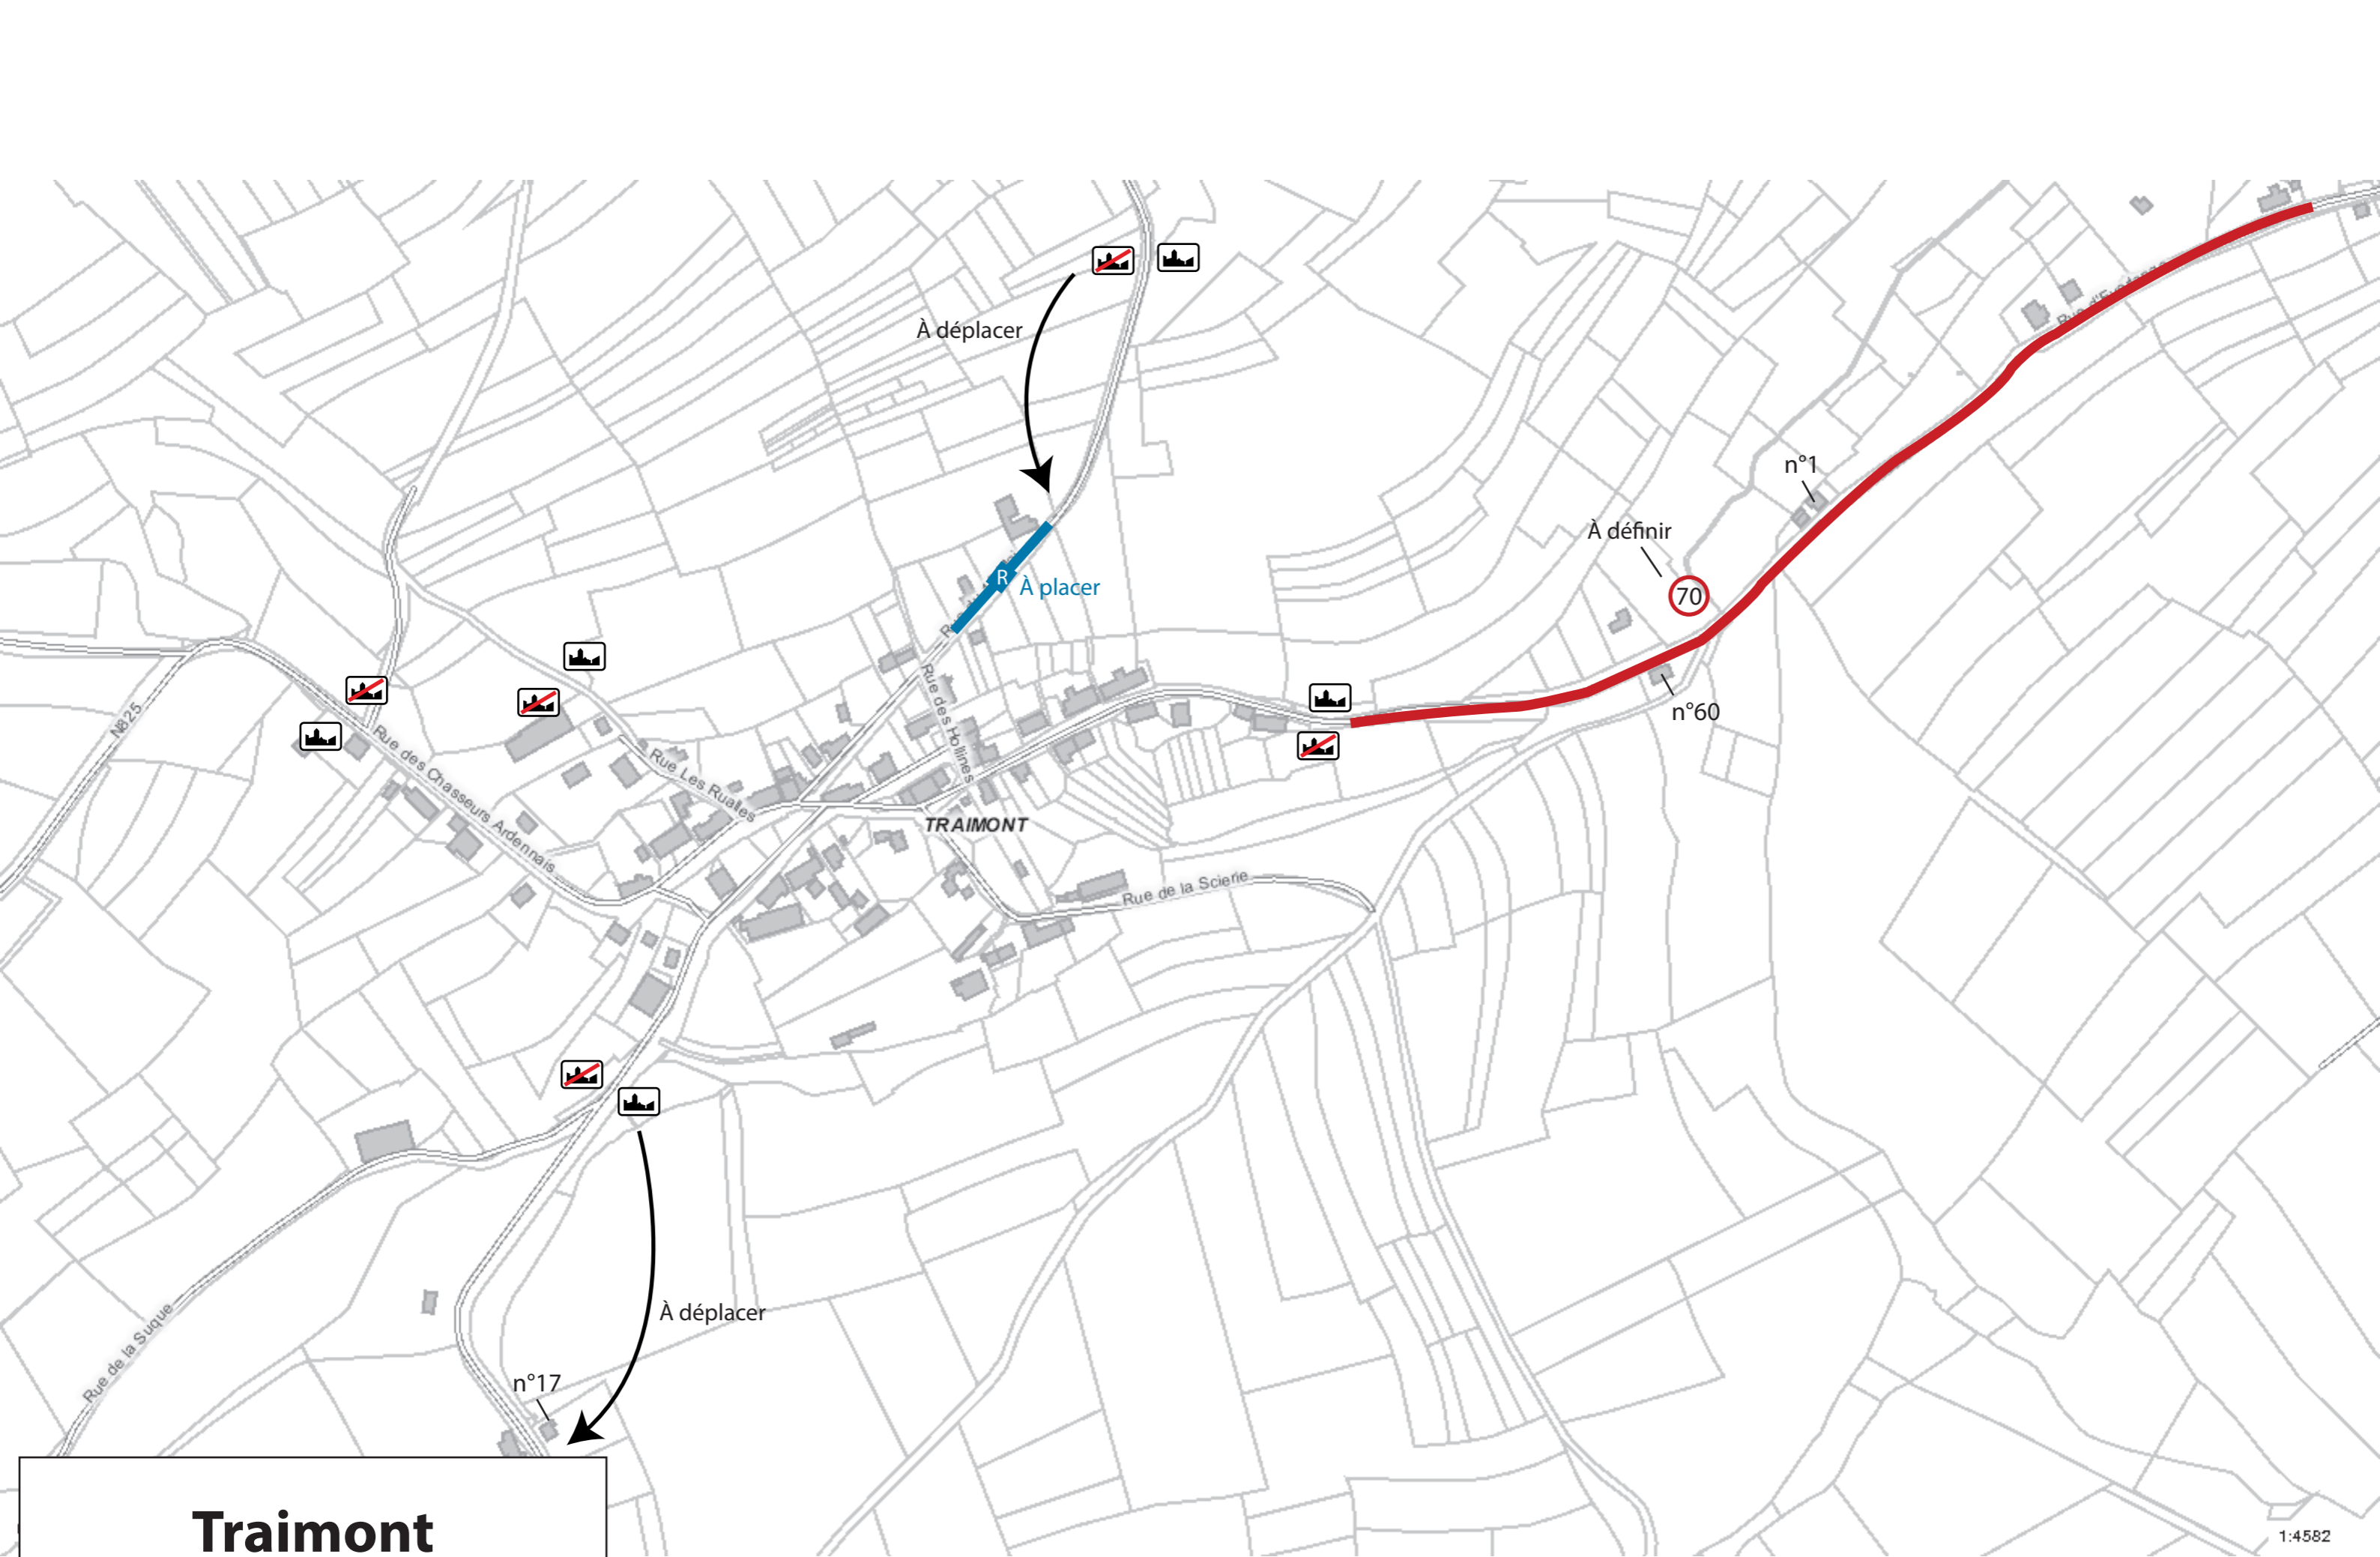 À déplacer
n°1
À définir
70
R
À placer
n°60
N825
Rue des Chasseurs Ardennais
Rue Les Ruelles
Rue des Hollines
TRAIMONT
Rue de la Scierie
À déplacer
Rue de la Suque
n°17
Traimont
1:4582